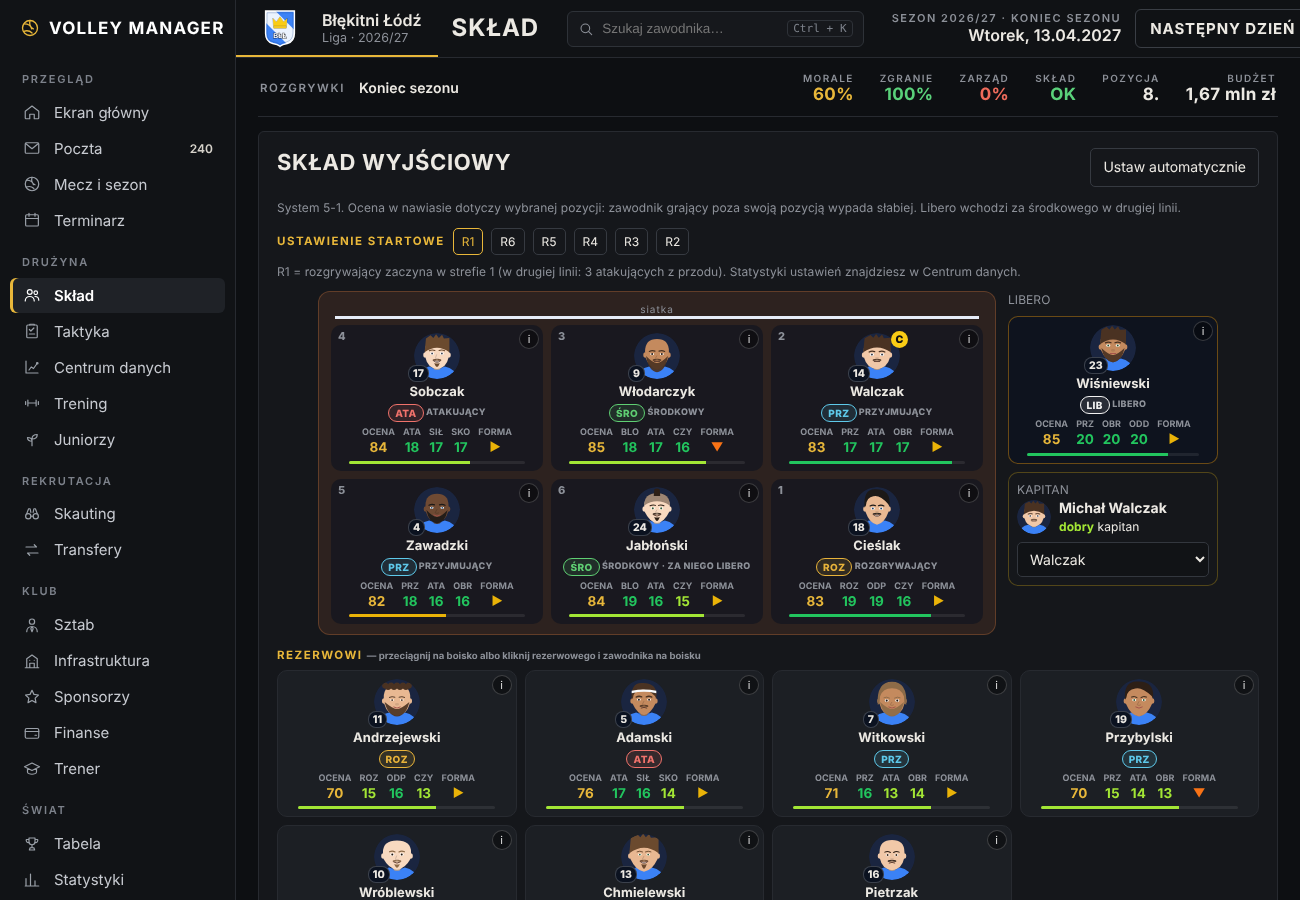 VOLLEY MANAGER
Błękitni Łódź
Liga · 2026/27
SKŁAD
Szukaj zawodnika…
Ctrl + K
SEZON 2026/27 · KONIEC SEZONU
Wtorek, 13.04.2027
NASTĘPNY DZIEŃ
PRZEGLĄD
Ekran główny
Poczta 240
Mecz i sezon
Terminarz
DRUŻYNA
Skład
Taktyka
Centrum danych
Trening
Juniorzy
REKRUTACJA
Skauting
Transfery
KLUB
Sztab
Infrastruktura
Sponsorzy
Finanse
Trener
ŚWIAT
Tabela
Statystyki
ROZGRYWKI Koniec sezonu
MORALE ZGRANIE ZARZĄD SKŁAD POZYCJA BUDŻET
60% 100% 0% OK 8. 1,67 mln zł
SKŁAD WYJŚCIOWY
Ustaw automatycznie
System 5-1. Ocena w nawiasie dotyczy wybranej pozycji: zawodnik grający poza swoją pozycją wypada słabiej. Libero wchodzi za środkowego w drugiej linii.
USTAWIENIE STARTOWE R1 R6 R5 R4 R3 R2
R1 = rozgrywający zaczyna w strefie 1 (w drugiej linii: 3 atakujących z przodu). Statystyki ustawień znajdziesz w Centrum danych.
siatka
4 i
17
Sobczak
ATA ATAKUJĄCY
OCENA ATA SIŁ SKO FORMA
84 18 17 17
3 i
9
Włodarczyk
ŚRO ŚRODKOWY
OCENA BLO ATA CZY FORMA
85 18 17 16
2 C i
14
Walczak
PRZ PRZYJMUJĄCY
OCENA PRZ ATA OBR FORMA
83 17 17 17
5 i
4
Zawadzki
PRZ PRZYJMUJĄCY
OCENA PRZ ATA OBR FORMA
82 18 16 16
6 i
24
Jabłoński
ŚRO ŚRODKOWY · ZA NIEGO LIBERO
OCENA BLO ATA CZY FORMA
84 19 16 15
1 i
18
Cieślak
ROZ ROZGRYWAJĄCY
OCENA ROZ ODP CZY FORMA
83 19 19 16
LIBERO
i
23
Wiśniewski
LIB LIBERO
OCENA PRZ OBR ODD FORMA
85 20 20 20
KAPITAN
Michał Walczak
dobry kapitan
Walczak
REZERWOWI — przeciągnij na boisko albo kliknij rezerwowego i zawodnika na boisku
i
11
Andrzejewski
ROZ
OCENA ROZ ODP CZY FORMA
70 15 16 13
i
5
Adamski
ATA
OCENA ATA SIŁ SKO FORMA
76 17 16 14
i
7
Witkowski
PRZ
OCENA PRZ ATA OBR FORMA
71 16 13 14
i
19
Przybylski
PRZ
OCENA PRZ ATA OBR FORMA
70 15 14 13
i
10
Wróblewski
i
13
Chmielewski
i
16
Pietrzak